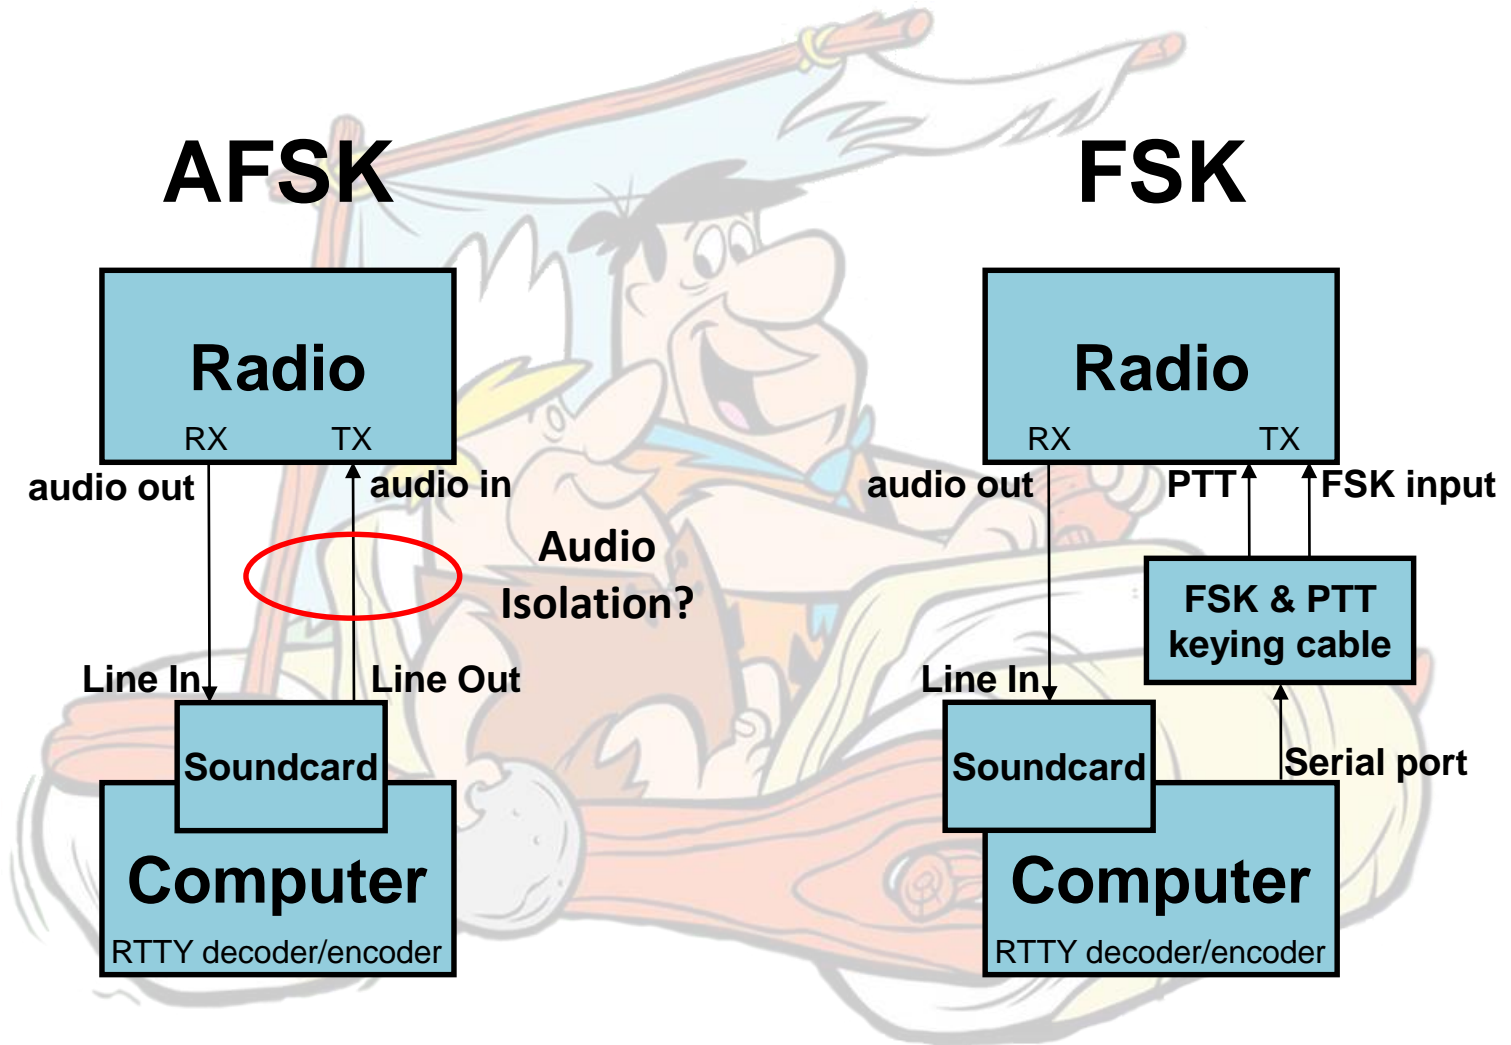 AFSK
Radio
RX TX
audio out audio in
Audio
Isolation?
Line In Line Out
Soundcard
Computer
RTTY decoder/encoder
FSK
Radio
RX TX
audio out PTT FSK input
FSK & PTT
keying cable
Line In
Soundcard
Serial port
Computer
RTTY decoder/encoder